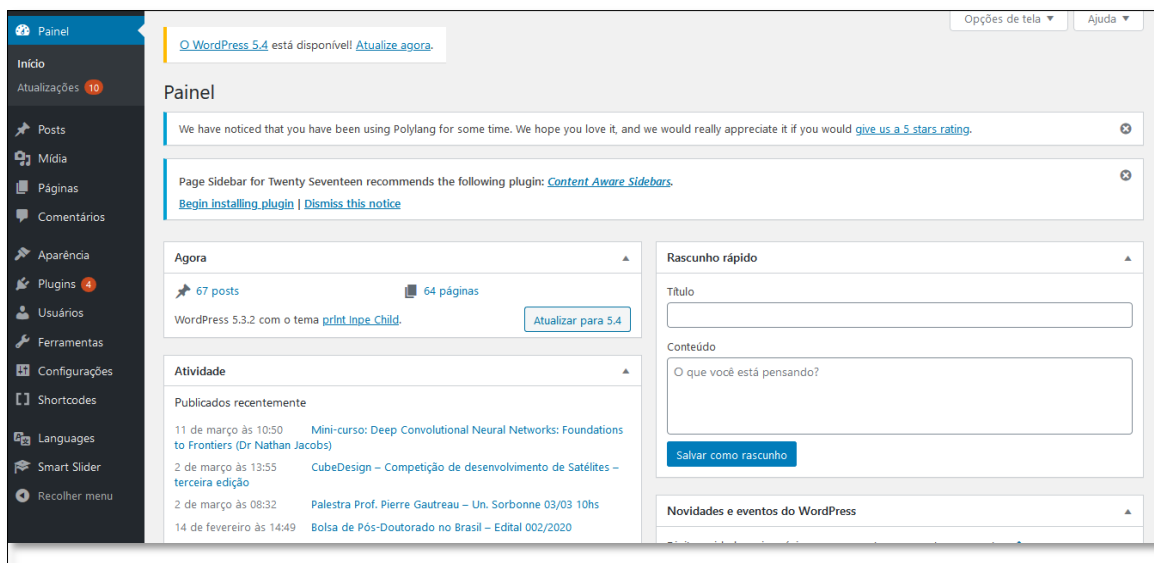 Painel
Início
Atualizações 10
Posts
Mídia
Páginas
Comentários
Aparência
Plugins 4
Usuários
Ferramentas
Configurações
Shortcodes
Languages
Smart Slider
Recolher menu
Opções de tela
Ajuda
O WordPress 5.4 está disponível! Atualize agora.
Painel
We have noticed that you have been using Polylang for some time. We hope you love it, and we would really appreciate it if you would give us a 5 stars rating.
Page Sidebar for Twenty Seventeen recommends the following plugin: Content Aware Sidebars.
Begin installing plugin | Dismiss this notice
Agora
67 posts
64 páginas
WordPress 5.3.2 com o tema prInt Inpe Child.
Atualizar para 5.4
Atividade
Publicados recentemente
11 de março às 10:50 Mini-curso: Deep Convolutional Neural Networks: Foundations
to Frontiers (Dr Nathan Jacobs)
2 de março às 13:55 CubeDesign – Competição de desenvolvimento de Satélites –
terceira edição
2 de março às 08:32 Palestra Prof. Pierre Gautreau – Un. Sorbonne 03/03 10hs
14 de fevereiro às 14:49 Bolsa de Pós-Doutorado no Brasil – Edital 002/2020
Rascunho rápido
Título
Conteúdo
O que você está pensando?
Salvar como rascunho
Novidades e eventos do WordPress